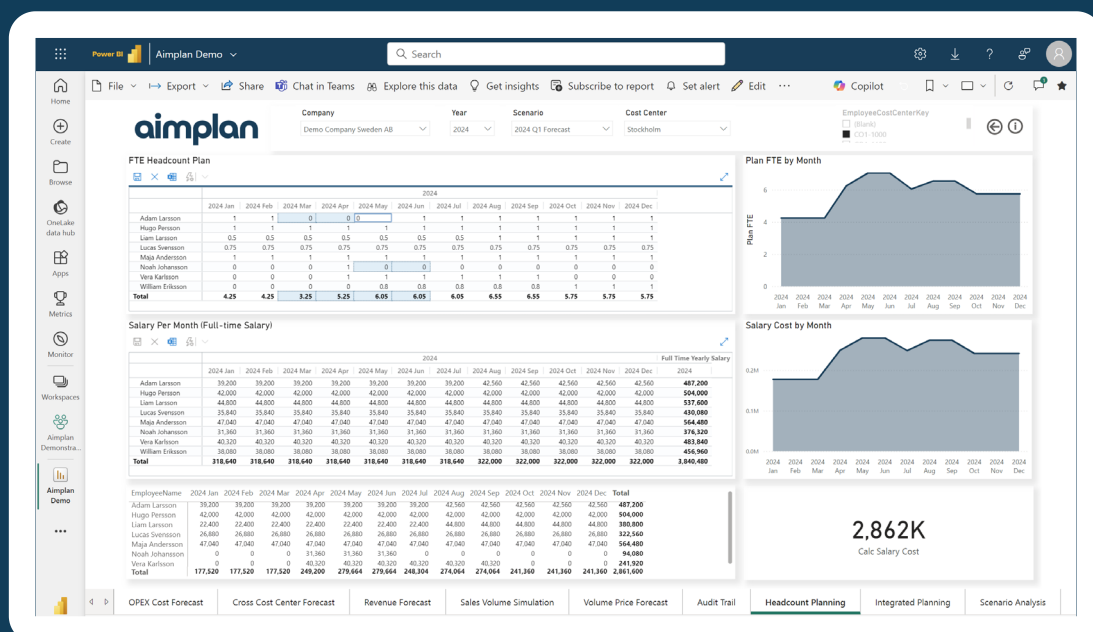 Power BI Aimplan Demo Search
File Export Share Chat in Teams Explore this data Get insights Subscribe to report Set alert Edit ... Copilot
Home
Create
Browse
OneLake
data hub
Apps
Metrics
Monitor
Workspaces
Aimplan
Demonstra...
Aimplan
Demo
aimplan
Company Year Scenario Cost Center EmployeeCostCenterKey
Demo Company Sweden AB 2024 2024 Q1 Forecast Stockholm (Blank)
CO1-1000
FTE Headcount Plan
2024
2024 Jan 2024 Feb 2024 Mar 2024 Apr 2024 May 2024 Jun 2024 Jul 2024 Aug 2024 Sep 2024 Oct 2024 Nov 2024 Dec
Adam Larsson 1 1 0 0 0 1 1 1 1 1 1 1
Hugo Persson 1 1 1 1 1 1 1 1 1 1 1 1
Liam Larsson 0.5 0.5 0.5 0.5 0.5 0.5 0.5 1 1 1 1 1
Lucas Svensson 0.75 0.75 0.75 0.75 0.75 0.75 0.75 0.75 0.75 0.75 0.75 0.75
Maja Andersson 1 1 1 1 1 1 1 1 1 1 1 1
Noah Johansson 0 0 0 1 0 0 0 0 0 0 0 0
Vera Karlsson 0 0 0 1 1 1 1 1 1 0 0 0
William Eriksson 0 0 0 0 0.8 0.8 0.8 0.8 0.8 1 1 1
Total 4.25 4.25 3.25 5.25 6.05 6.05 6.05 6.55 6.55 5.75 5.75 5.75
Plan FTE by Month
Plan FTE
6
4
2
0
2024 Jan 2024 Feb 2024 Mar 2024 Apr 2024 May 2024 Jun 2024 Jul 2024 Aug 2024 Sep 2024 Oct 2024 Nov 2024 Dec
Salary Per Month (Full-time Salary)
2024 Full Time Yearly Salary
2024 Jan 2024 Feb 2024 Mar 2024 Apr 2024 May 2024 Jun 2024 Jul 2024 Aug 2024 Sep 2024 Oct 2024 Nov 2024 Dec 2024
Adam Larsson 39,200 39,200 39,200 39,200 39,200 39,200 39,200 42,560 42,560 42,560 42,560 42,560 487,200
Hugo Persson 42,000 42,000 42,000 42,000 42,000 42,000 42,000 42,000 42,000 42,000 42,000 42,000 504,000
Liam Larsson 44,800 44,800 44,800 44,800 44,800 44,800 44,800 44,800 44,800 44,800 44,800 44,800 537,600
Lucas Svensson 35,840 35,840 35,840 35,840 35,840 35,840 35,840 35,840 35,840 35,840 35,840 35,840 430,080
Maja Andersson 47,040 47,040 47,040 47,040 47,040 47,040 47,040 47,040 47,040 47,040 47,040 47,040 564,480
Noah Johansson 31,360 31,360 31,360 31,360 31,360 31,360 31,360 31,360 31,360 31,360 31,360 31,360 376,320
Vera Karlsson 40,320 40,320 40,320 40,320 40,320 40,320 40,320 40,320 40,320 40,320 40,320 40,320 483,840
William Eriksson 38,080 38,080 38,080 38,080 38,080 38,080 38,080 38,080 38,080 38,080 38,080 38,080 456,960
Total 318,640 318,640 318,640 318,640 318,640 318,640 318,640 322,000 322,000 322,000 322,000 322,000 3,840,480
Salary Cost by Month
0.2M
0.1M
0.0M
2024 Jan 2024 Feb 2024 Mar 2024 Apr 2024 May 2024 Jun 2024 Jul 2024 Aug 2024 Sep 2024 Oct 2024 Nov 2024 Dec
EmployeeName 2024 Jan 2024 Feb 2024 Mar 2024 Apr 2024 May 2024 Jun 2024 Jul 2024 Aug 2024 Sep 2024 Oct 2024 Nov 2024 Dec Total
Adam Larsson 39,200 39,200 39,200 39,200 39,200 39,200 39,200 42,560 42,560 42,560 42,560 42,560 487,200
Hugo Persson 42,000 42,000 42,000 42,000 42,000 42,000 42,000 42,000 42,000 42,000 42,000 42,000 504,000
Liam Larsson 22,400 22,400 22,400 22,400 22,400 22,400 22,400 44,800 44,800 44,800 44,800 44,800 380,800
Lucas Svensson 26,880 26,880 26,880 26,880 26,880 26,880 26,880 26,880 26,880 26,880 26,880 26,880 322,560
Maja Andersson 47,040 47,040 47,040 47,040 47,040 47,040 47,040 47,040 47,040 47,040 47,040 47,040 564,480
Noah Johansson 0 0 0 31,360 31,360 31,360 0 0 0 0 0 0 94,080
Vera Karlsson 0 0 0 40,320 40,320 40,320 40,320 40,320 40,320 0 0 0 241,920
Total 177,520 177,520 177,520 249,200 279,664 279,664 248,304 274,064 274,064 241,360 241,360 241,360 2,861,600
2,862K
Calc Salary Cost
OPEX Cost Forecast Cross Cost Center Forecast Revenue Forecast Sales Volume Simulation Volume Price Forecast Audit Trail Headcount Planning Integrated Planning Scenario Analysis